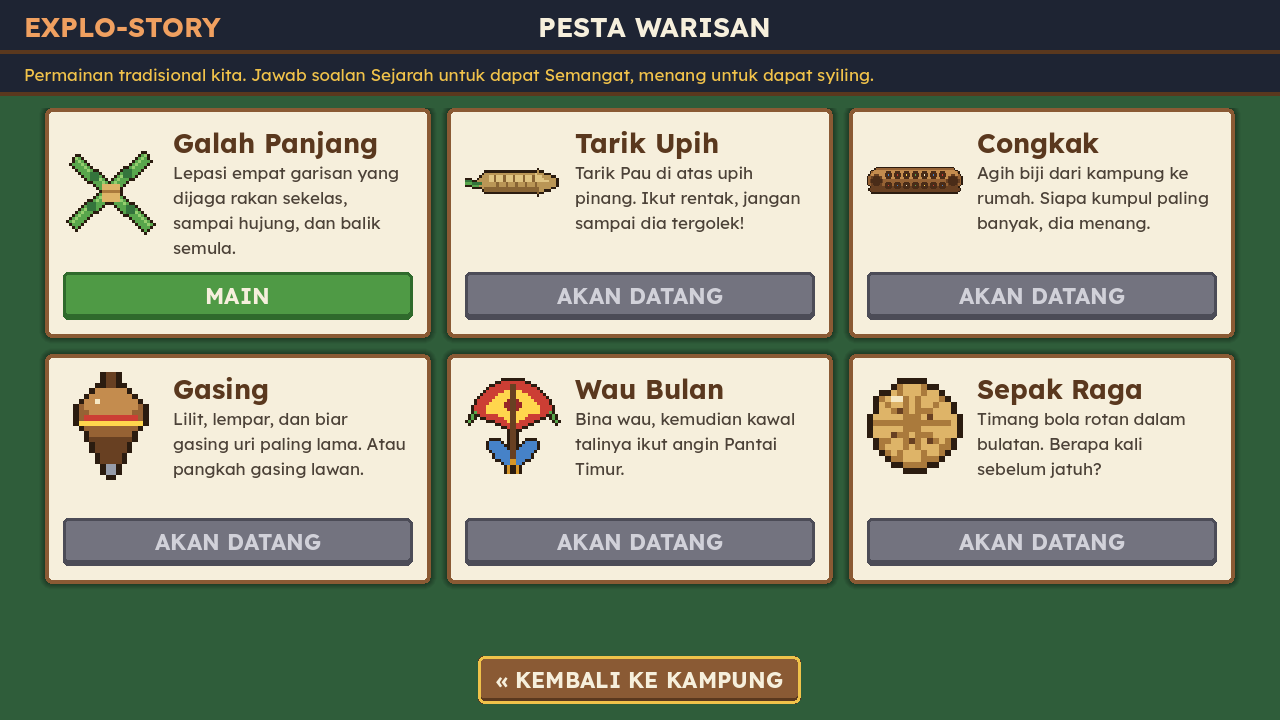 EXPLO-STORY
PESTA WARISAN
Permainan tradisional kita. Jawab soalan Sejarah untuk dapat Semangat, menang untuk dapat syiling.
Galah Panjang
Lepasi empat garisan yang
dijaga rakan sekelas,
sampai hujung, dan balik
semula.
MAIN
Tarik Upih
Tarik Pau di atas upih
pinang. Ikut rentak, jangan
sampai dia tergolek!
AKAN DATANG
Congkak
Agih biji dari kampung ke
rumah. Siapa kumpul paling
banyak, dia menang.
AKAN DATANG
Gasing
Lilit, lempar, dan biar
gasing uri paling lama. Atau
pangkah gasing lawan.
AKAN DATANG
Wau Bulan
Bina wau, kemudian kawal
talinya ikut angin Pantai
Timur.
AKAN DATANG
Sepak Raga
Timang bola rotan dalam
bulatan. Berapa kali
sebelum jatuh?
AKAN DATANG
« KEMBALI KE KAMPUNG